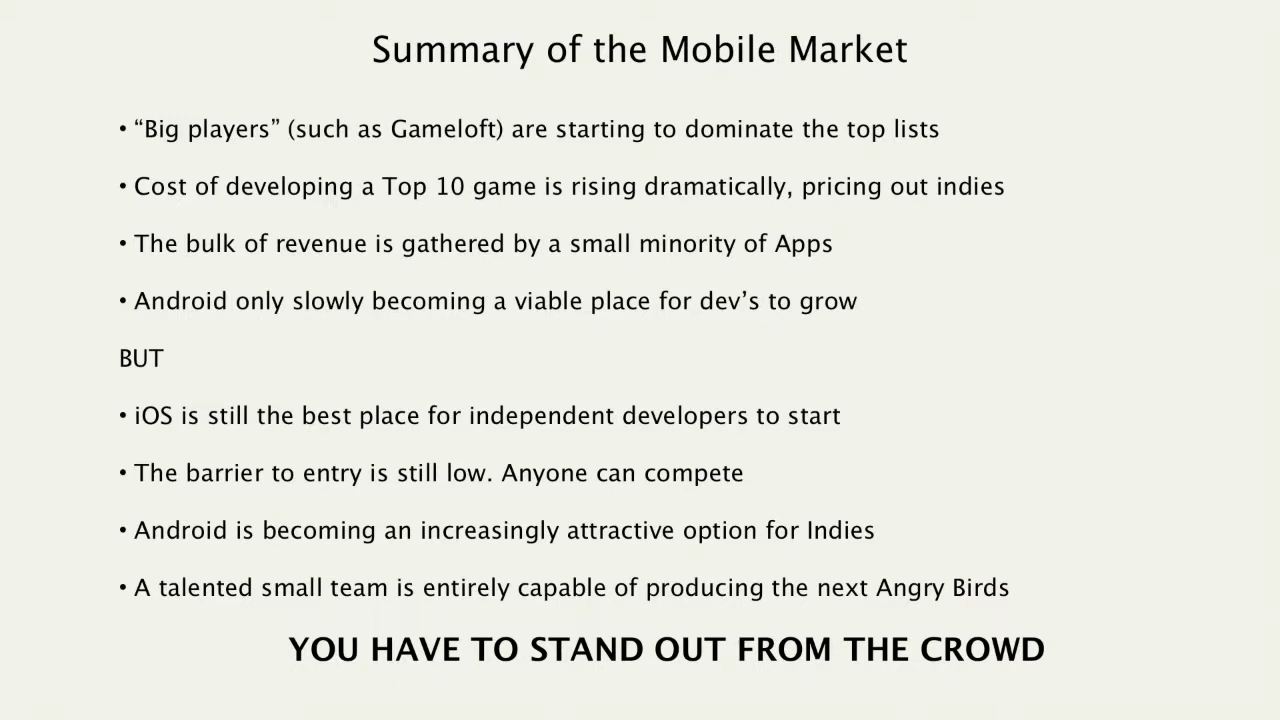 Summary of the Mobile Market
• “Big players” (such as Gameloft) are starting to dominate the top lists
• Cost of developing a Top 10 game is rising dramatically, pricing out indies
• The bulk of revenue is gathered by a small minority of Apps
• Android only slowly becoming a viable place for dev’s to grow
BUT
• iOS is still the best place for independent developers to start
• The barrier to entry is still low. Anyone can compete
• Android is becoming an increasingly attractive option for Indies
• A talented small team is entirely capable of producing the next Angry Birds
YOU HAVE TO STAND OUT FROM THE CROWD